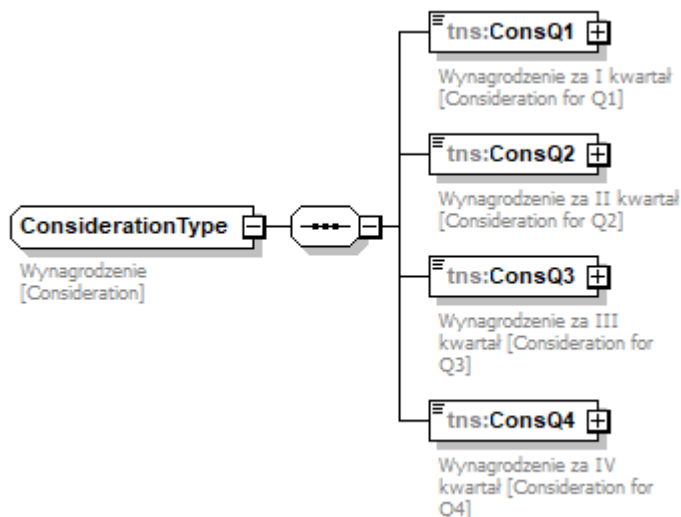 tns:ConsQ1
Wynagrodzenie za I kwartał
[Consideration for Q1]
tns:ConsQ2
Wynagrodzenie za II kwartał
[Consideration for Q2]
ConsiderationType
Wynagrodzenie
[Consideration]
tns:ConsQ3
Wynagrodzenie za III
kwartał [Consideration for
Q3]
tns:ConsQ4
Wynagrodzenie za IV
kwartał [Consideration for
Q4]